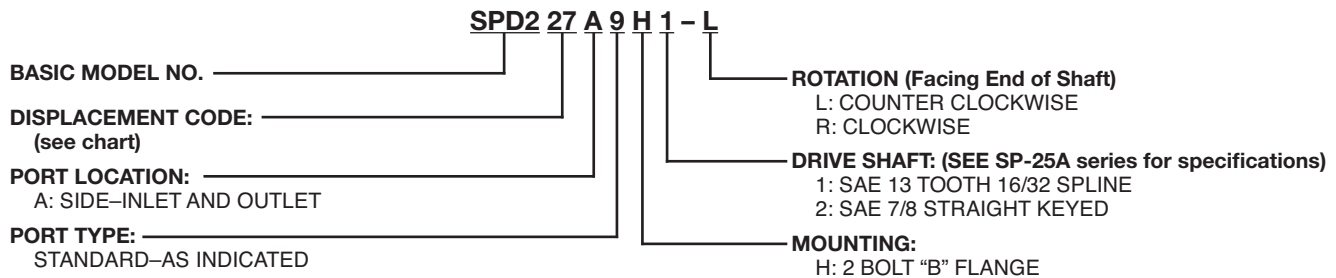 SPD2 27 A 9 H 1 – L
BASIC MODEL NO.
DISPLACEMENT CODE:
(see chart)
PORT LOCATION:
A: SIDE–INLET AND OUTLET
PORT TYPE:
STANDARD–AS INDICATED
ROTATION (Facing End of Shaft)
L: COUNTER CLOCKWISE
R: CLOCKWISE
DRIVE SHAFT: (SEE SP-25A series for specifications)
1: SAE 13 TOOTH 16/32 SPLINE
2: SAE 7/8 STRAIGHT KEYED
MOUNTING:
H: 2 BOLT “B” FLANGE